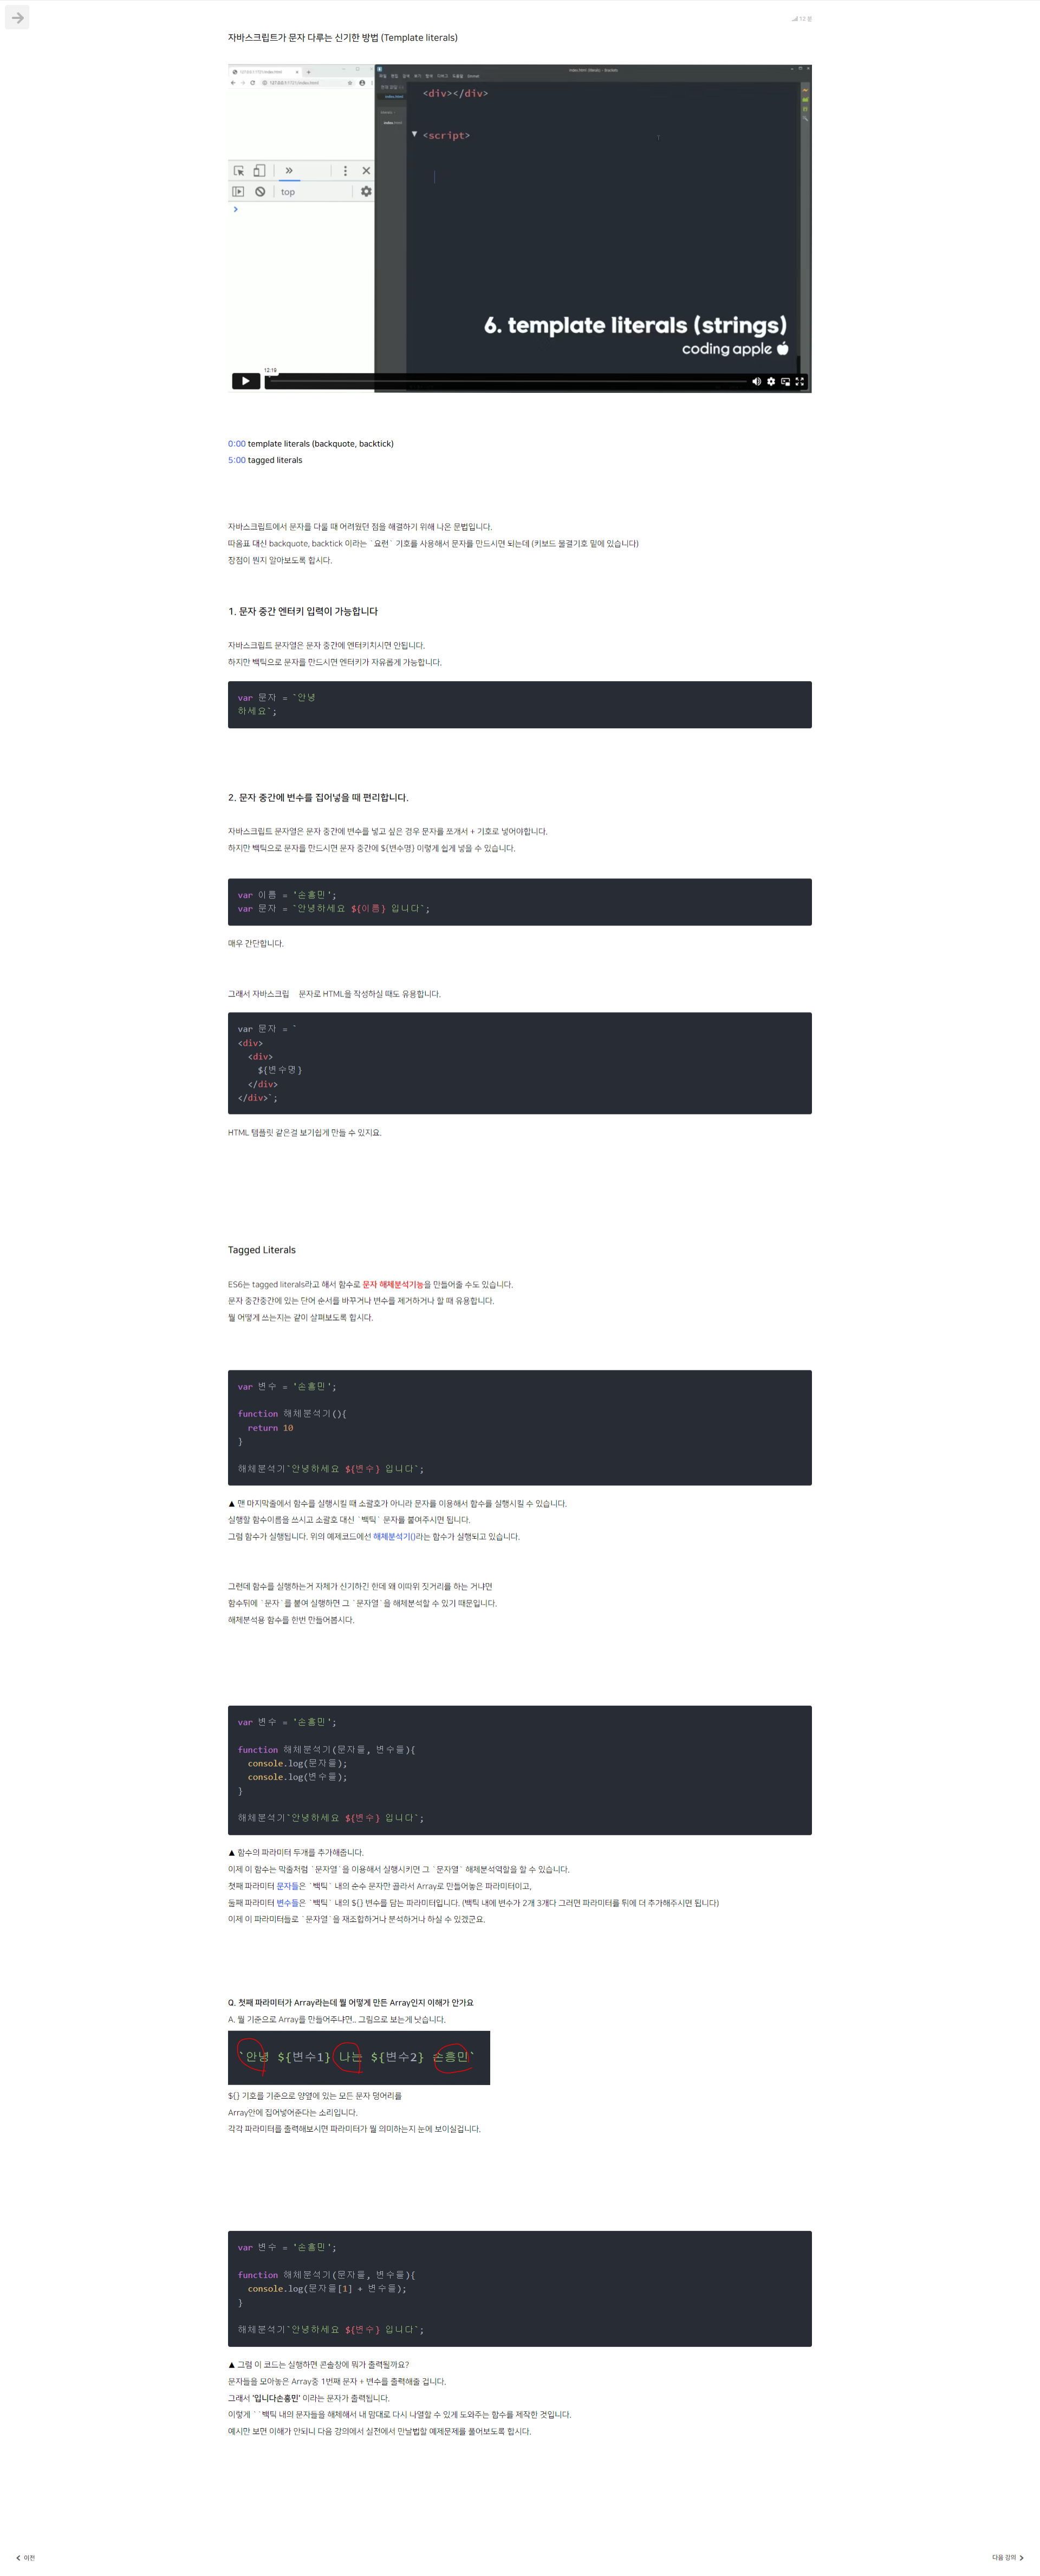 12 분
자바스크립트가 문자 다루는 신기한 방법 (Template literals)
127.0.0.1
<div></div>
<script>
top
6. template literals (strings)
coding apple
12:19
0:00 template literals (backquote, backtick)
5:00 tagged literals
자바스크립트에서 문자를 다룰 때 어려웠던 점을 해결하기 위해 나온 문법입니다.
따옴표 대신 backquote, backtick 이라는 `요런` 기호를 사용해서 문자를 만드시면 되는데 (키보드 물결기호 밑에 있습니다)
장점이 뭔지 알아보도록 합시다.
1. 문자 중간 엔터키 입력이 가능합니다
자바스크립트 문자열은 문자 중간에 엔터키치시면 안됩니다.
하지만 백틱으로 문자를 만드시면 엔터키가 자유롭게 가능합니다.
var 문자 = `안녕
하세요`;
2. 문자 중간에 변수를 집어넣을 때 편리합니다.
자바스크립트 문자열은 문자 중간에 변수를 넣고 싶은 경우 문자를 쪼개서 + 기호로 넣어야합니다.
하지만 백틱으로 문자를 만드시면 문자 중간에 ${변수명} 이렇게 쉽게 넣을 수 있습니다.
var 이름 = '손흥민';
var 문자 = `안녕하세요 ${이름} 입니다`;
매우 간단합니다.
그래서 자바스크립 문자로 HTML을 작성하실 때도 유용합니다.
var 문자 = `
<div>
<div>
${변수명}
</div>
</div>`;
HTML 템플릿 같은걸 보기쉽게 만들 수 있지요.
Tagged Literals
ES6는 tagged literals라고 해서 함수로 문자 해체분석기능을 만들어줄 수도 있습니다.
문자 중간중간에 있는 단어 순서를 바꾸거나 변수를 제거하거나 할 때 유용합니다.
뭘 어떻게 쓰는지는 같이 살펴보도록 합시다.
var 변수 = '손흥민';
function 해체분석기(){
return 10
}
해체분석기`안녕하세요 ${변수} 입니다`;
▲ 맨 마지막줄에서 함수를 실행시킬 때 소괄호가 아니라 문자를 이용해서 함수를 실행시킬 수 있습니다.
실행할 함수이름을 쓰시고 소괄호 대신 `백틱` 문자를 붙여주시면 됩니다.
그럼 함수가 실행됩니다. 위의 예제코드에선 해체분석기()라는 함수가 실행되고 있습니다.
그런데 함수를 실행하는거 자체가 신기하긴 한데 왜 이따위 짓거리를 하는 거냐면
함수뒤에 `문자`를 붙여 실행하면 그 `문자열`을 해체분석할 수 있기 때문입니다.
해체분석용 함수를 한번 만들어봅시다.
var 변수 = '손흥민';
function 해체분석기(문자들, 변수들){
console.log(문자들);
console.log(변수들);
}
해체분석기`안녕하세요 ${변수} 입니다`;
▲ 함수의 파라미터 두개를 추가해줍니다.
이제 이 함수는 막줄처럼 `문자열`을 이용해서 실행시키면 그 `문자열` 해체분석역할을 할 수 있습니다.
첫째 파라미터 문자들은 `백틱` 내의 순수 문자만 골라서 Array로 만들어놓은 파라미터이고,
둘째 파라미터 변수들은 `백틱` 내의 ${} 변수를 담는 파라미터입니다. (백틱 내에 변수가 2개 3개다 그러면 파라미터를 뒤에 더 추가해주시면 됩니다)
이제 이 파라미터들로 `문자열`을 재조합하거나 분석하거나 하실 수 있겠군요.
Q. 첫째 파라미터가 Array라는데 뭘 어떻게 만든 Array인지 이해가 안가요
A. 뭘 기준으로 Array를 만들어주냐면.. 그림으로 보는게 낫습니다.
`안녕 ${변수1} 나는 ${변수2} 손흥민`
${} 기호를 기준으로 양옆에 있는 모든 문자 덩어리를
Array안에 집어넣어준다는 소리입니다.
각각 파라미터를 출력해보시면 파라미터가 뭘 의미하는지 눈에 보이실겁니다.
var 변수 = '손흥민';
function 해체분석기(문자들, 변수들){
console.log(문자들[1] + 변수들);
}
해체분석기`안녕하세요 ${변수} 입니다`;
▲ 그럼 이 코드는 실행하면 콘솔창에 뭐가 출력될까요?
문자들을 모아놓은 Array중 1번째 문자 + 변수를 출력해줄 겁니다.
그래서 '입니다손흥민' 이라는 문자가 출력됩니다.
이렇게 ``백틱 내의 문자들을 해체해서 내 맘대로 다시 나열할 수 있게 도와주는 함수를 제작한 것입니다.
예시만 보면 이해가 안되니 다음 강의에서 실전에서 만날법할 예제문제를 풀어보도록 합시다.
이전
다음 강의